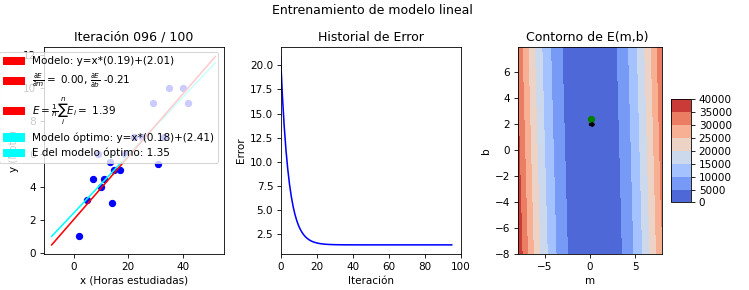 Entrenamiento de modelo lineal
Iteración 096 / 100
Modelo: y=x*(0.19)+(2.01)
∂E/∂m = 0.00, ∂E/∂b -0.21
E = 1/n ∑ⁿᵢ Eᵢ = 1.39
Modelo óptimo: y=x*(0.18)+(2.41)
E del modelo óptimo: 1.35
4
2
0
0 20 40
x (Horas estudiadas)
Historial de Error
Error
20.0
17.5
15.0
12.5
10.0
7.5
5.0
2.5
0 20 40 60 80 100
Iteración
Contorno de E(m,b)
b
6
4
2
0
−2
−4
−6
−8
−5 0 5
m
40000
35000
30000
25000
20000
15000
10000
5000
0